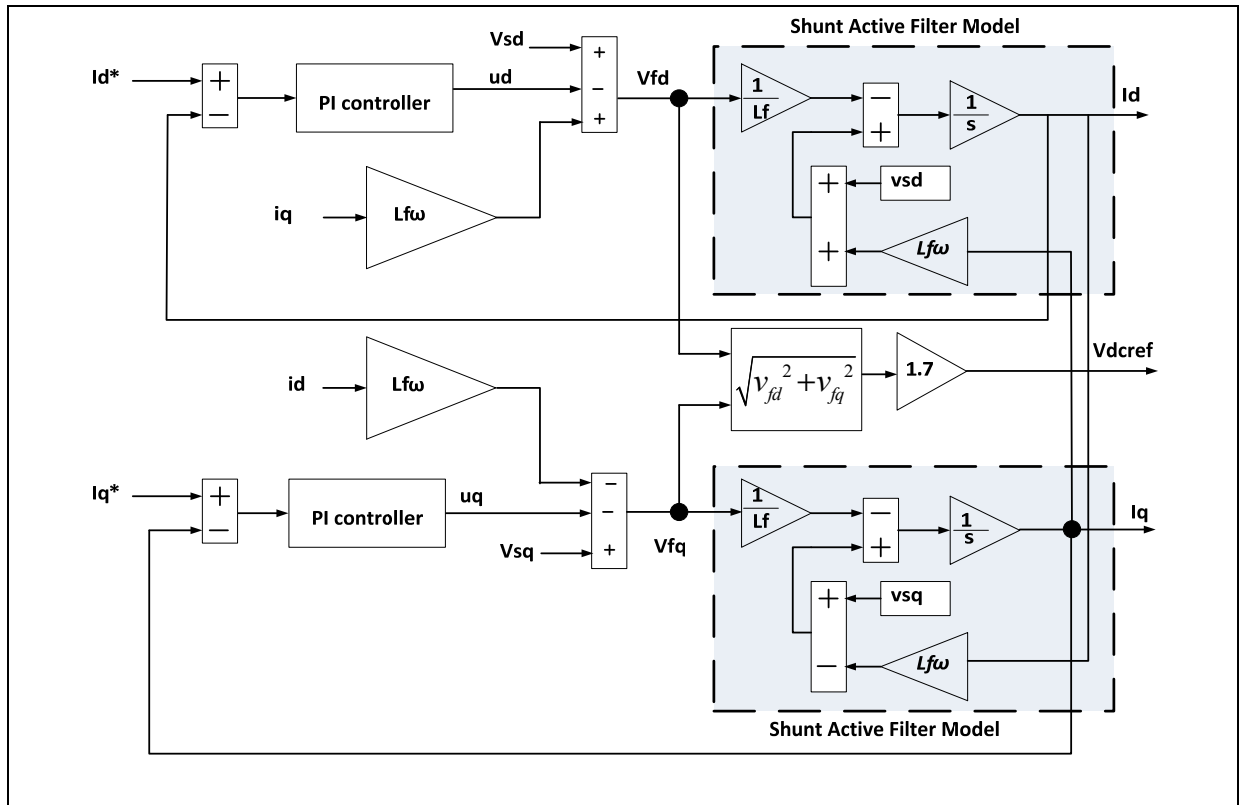 Shunt Active Filter Model
Vsd
+
Id*
+
−
PI controller
ud
−
+
Vfd
1
Lf
−
+
1
s
Id
iq
Lfω
+
vsd
+
Lfω
id
Lfω
√vfd² + vfq²
1.7
Vdcref
Iq*
+
−
PI controller
uq
−
−
+
Vsq
Vfq
1
Lf
−
+
1
s
Iq
+
vsq
−
Lfω
Shunt Active Filter Model